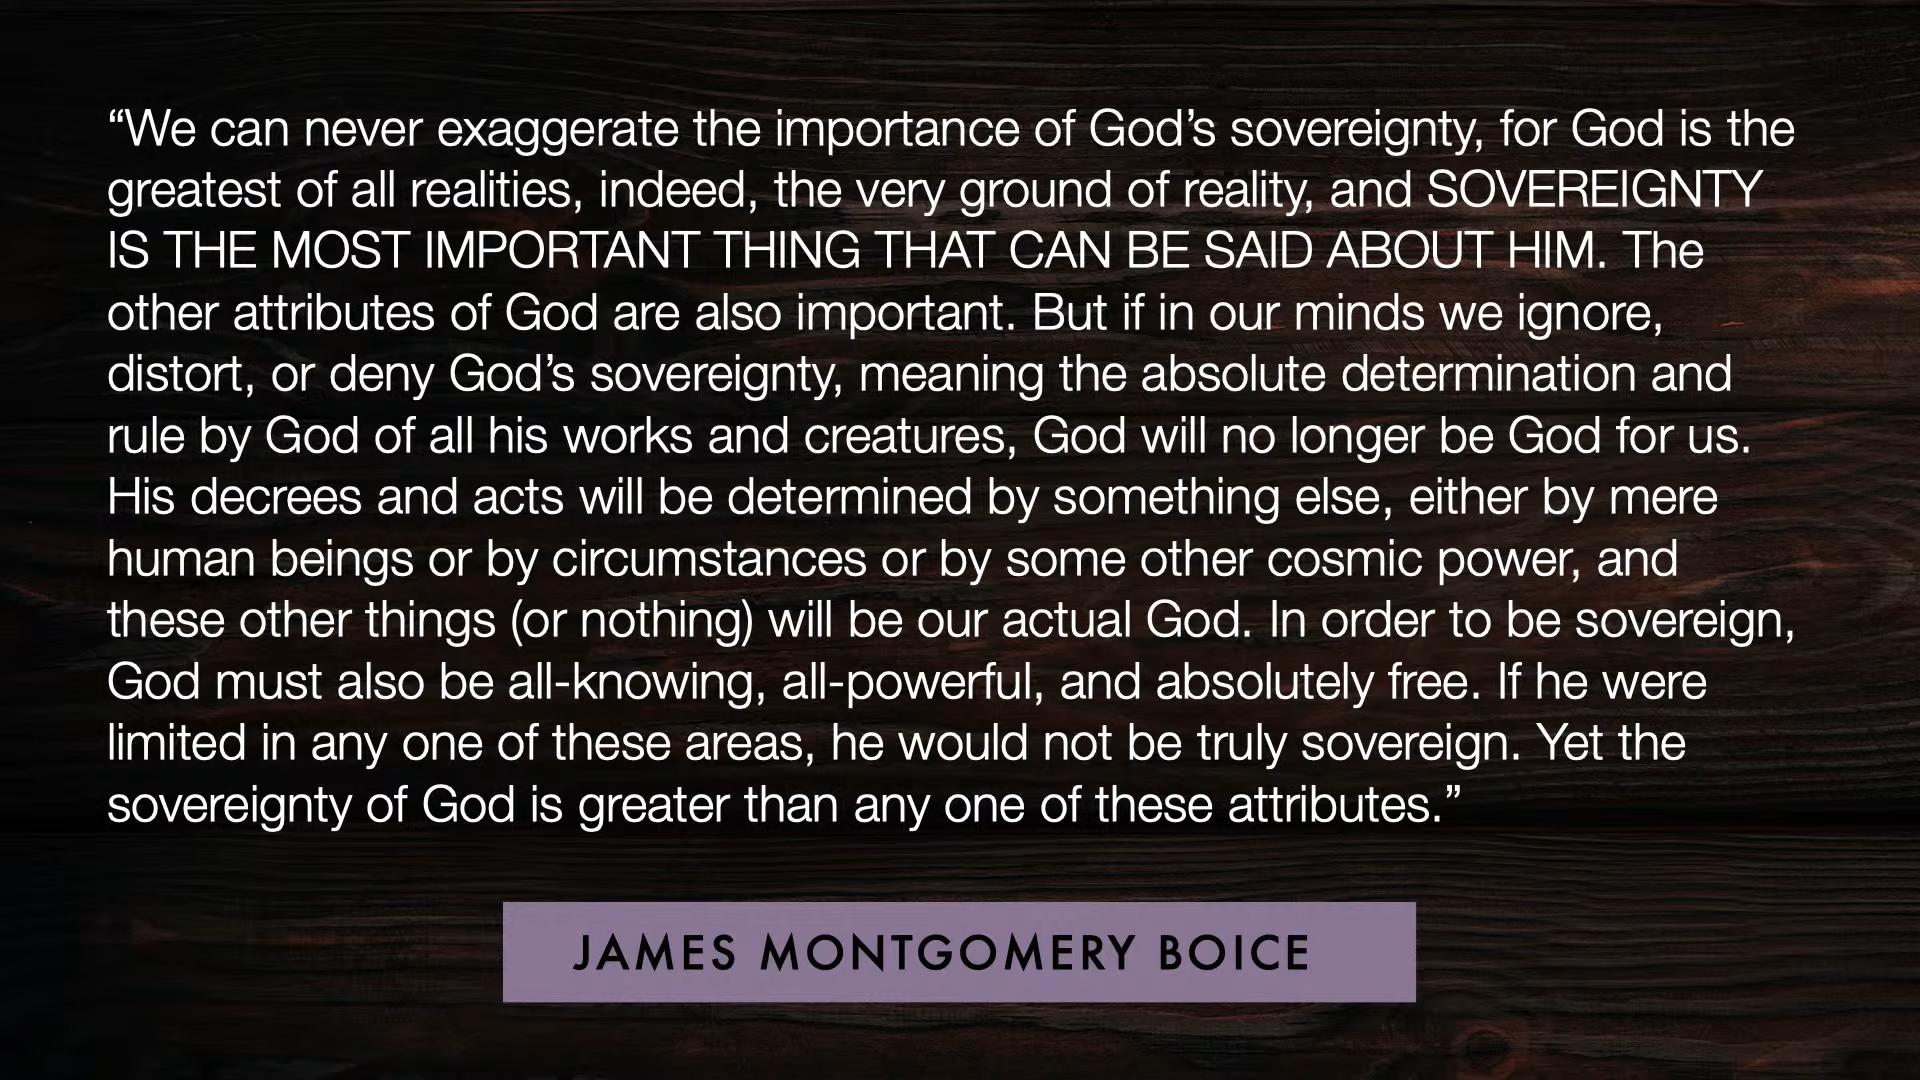 “We can never exaggerate the importance of God’s sovereignty, for God is the
greatest of all realities, indeed, the very ground of reality, and SOVEREIGNTY
IS THE MOST IMPORTANT THING THAT CAN BE SAID ABOUT HIM. The
other attributes of God are also important. But if in our minds we ignore,
distort, or deny God’s sovereignty, meaning the absolute determination and
rule by God of all his works and creatures, God will no longer be God for us.
His decrees and acts will be determined by something else, either by mere
human beings or by circumstances or by some other cosmic power, and
these other things (or nothing) will be our actual God. In order to be sovereign,
God must also be all-knowing, all-powerful, and absolutely free. If he were
limited in any one of these areas, he would not be truly sovereign. Yet the
sovereignty of God is greater than any one of these attributes.”
JAMES MONTGOMERY BOICE